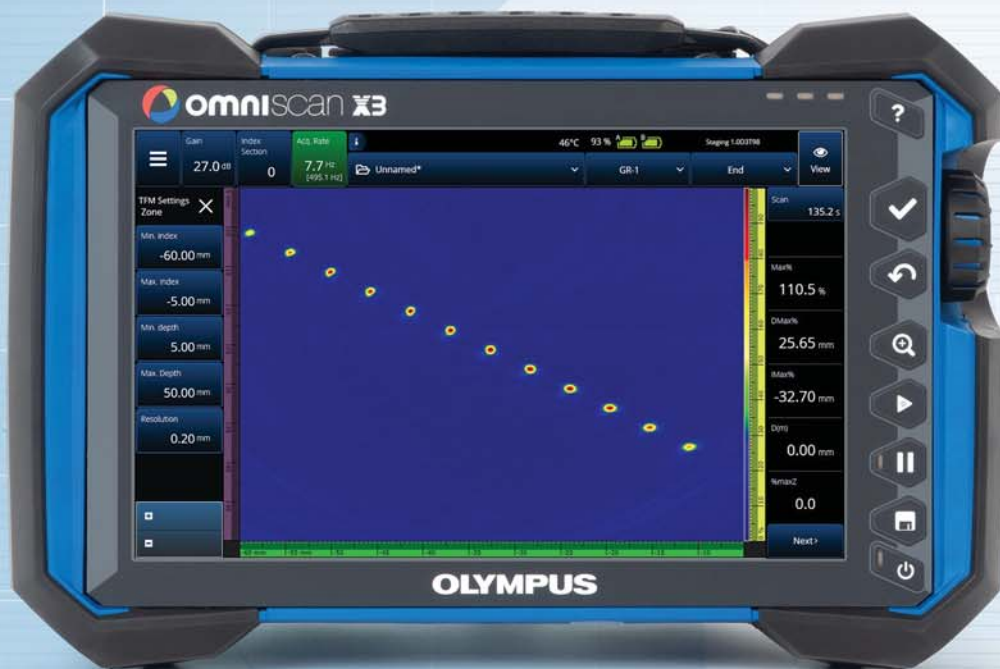 OMNISCAN X3
?
Gain
27.0 dB
Index
Section
0
Acq. Rate
7.7 Hz
[495.1 Hz]
46°C
93 %
A
B
Unnamed*
GR-1
End
View
TFM Settings
Zone
Min. Index
-60.00 mm
Max. Index
-5.00 mm
Min. depth
5.00 mm
Max. Depth
50.00 mm
Resolution
0.20 mm
Scan
135.2 s
Max%
110.5 %
DMax%
25.65 mm
IMax%
-32.70 mm
D(m)
0.00 mm
%maxZ
0.0
Next>
OLYMPUS